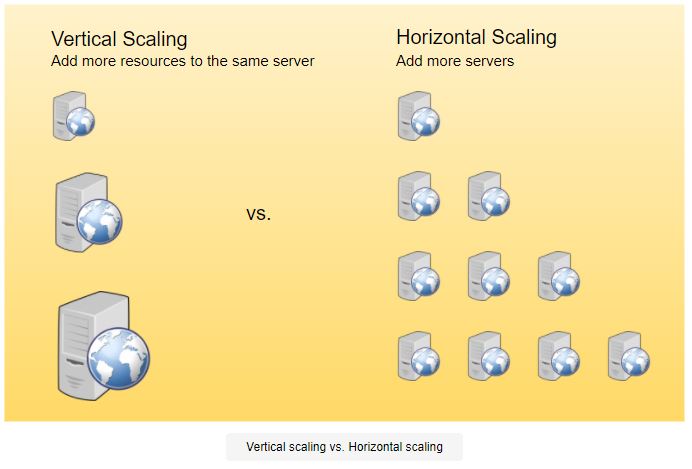 Vertical Scaling
Add more resources to the same server
Horizontal Scaling
Add more servers
vs.
Vertical scaling vs. Horizontal scaling